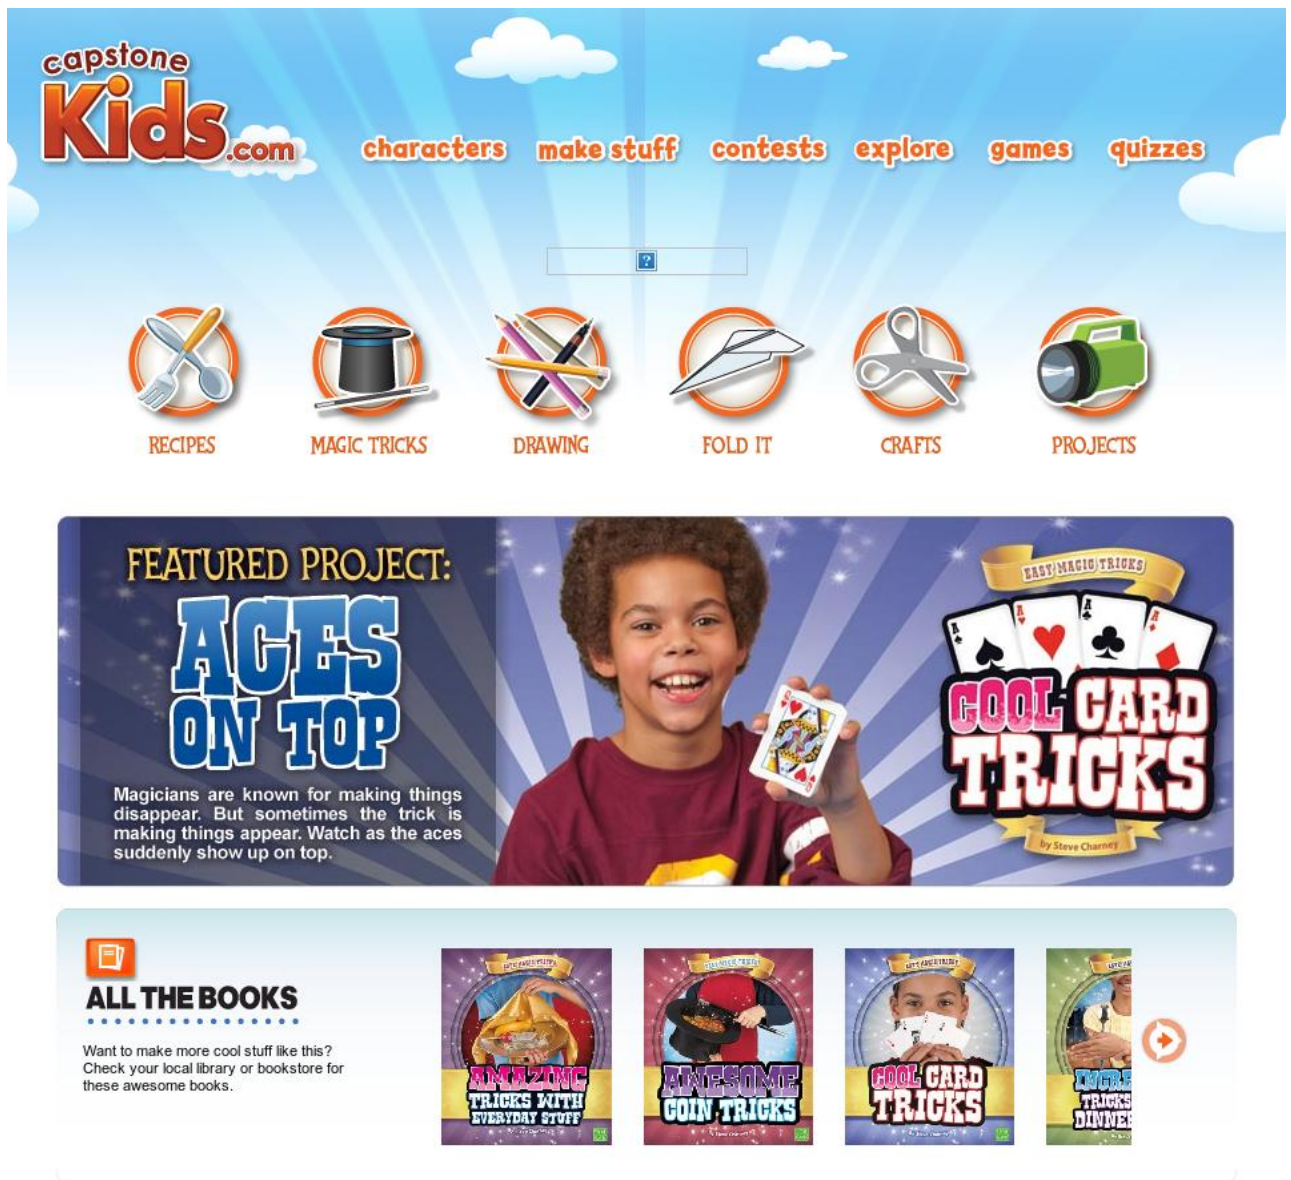 capstone
Kids.com
characters make stuff contests explore games quizzes
?
RECIPES MAGIC TRICKS DRAWING FOLD IT CRAFTS PROJECTS
FEATURED PROJECT:
ACES
ON TOP
Magicians are known for making things
disappear. But sometimes the trick is
making things appear. Watch as the aces
suddenly show up on top.
EASY MAGIC TRICKS
A A A A
COOL CARD
TRICKS
by Steve Charney
ALL THE BOOKS
Want to make more cool stuff like this?
Check your local library or bookstore for
these awesome books.
AMAZING
TRICKS WITH
EVERYDAY STUFF
AWESOME
COIN TRICKS
COOL CARD
TRICKS
INCRE
TRICKS
DINNER